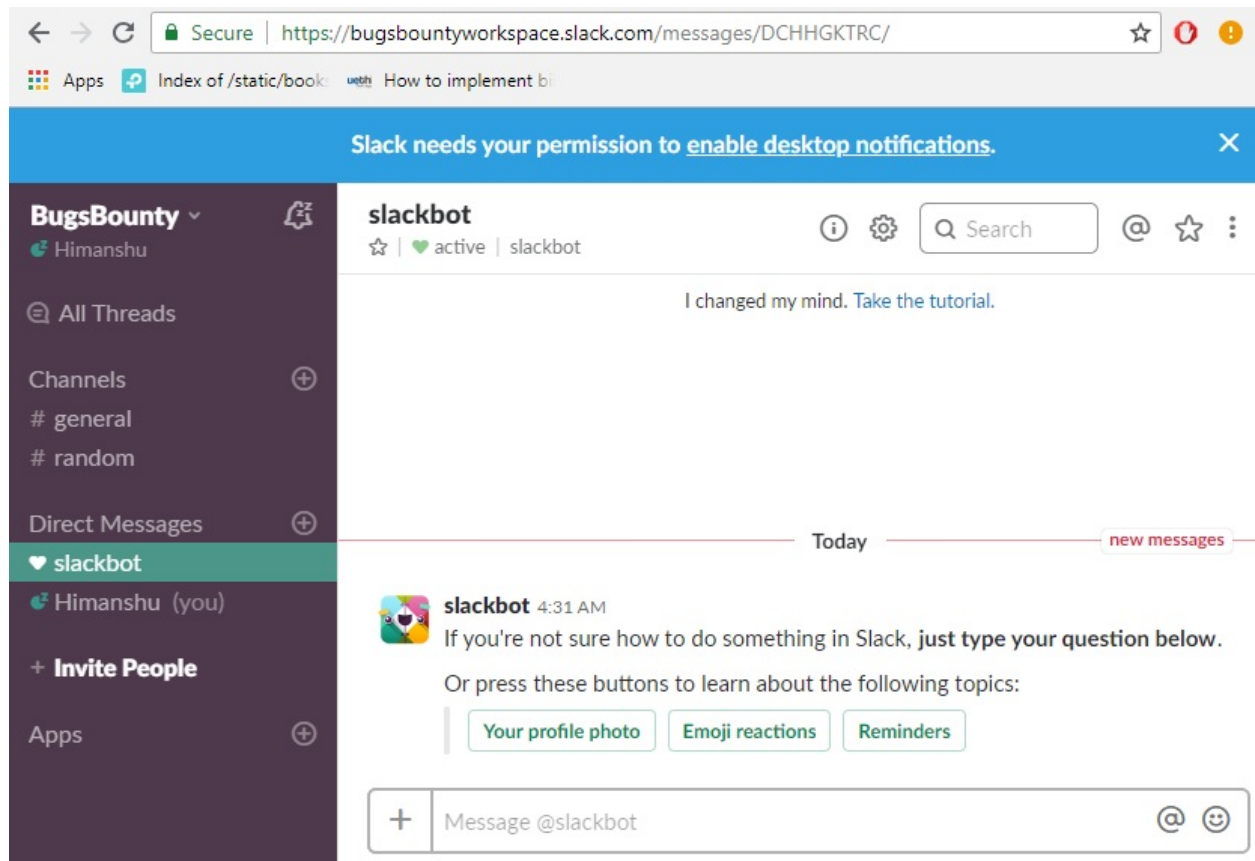 Secure | https://bugsbountyworkspace.slack.com/messages/DCHHGKTRC/
Apps Index of /static/book How to implement bi
Slack needs your permission to enable desktop notifications.
BugsBounty
Himanshu
All Threads
Channels
# general
# random
Direct Messages
slackbot
Himanshu (you)
+ Invite People
Apps
slackbot
active | slackbot
Search
I changed my mind. Take the tutorial.
Today
new messages
slackbot 4:31 AM
If you're not sure how to do something in Slack, just type your question below.
Or press these buttons to learn about the following topics:
Your profile photo Emoji reactions Reminders
Message @slackbot